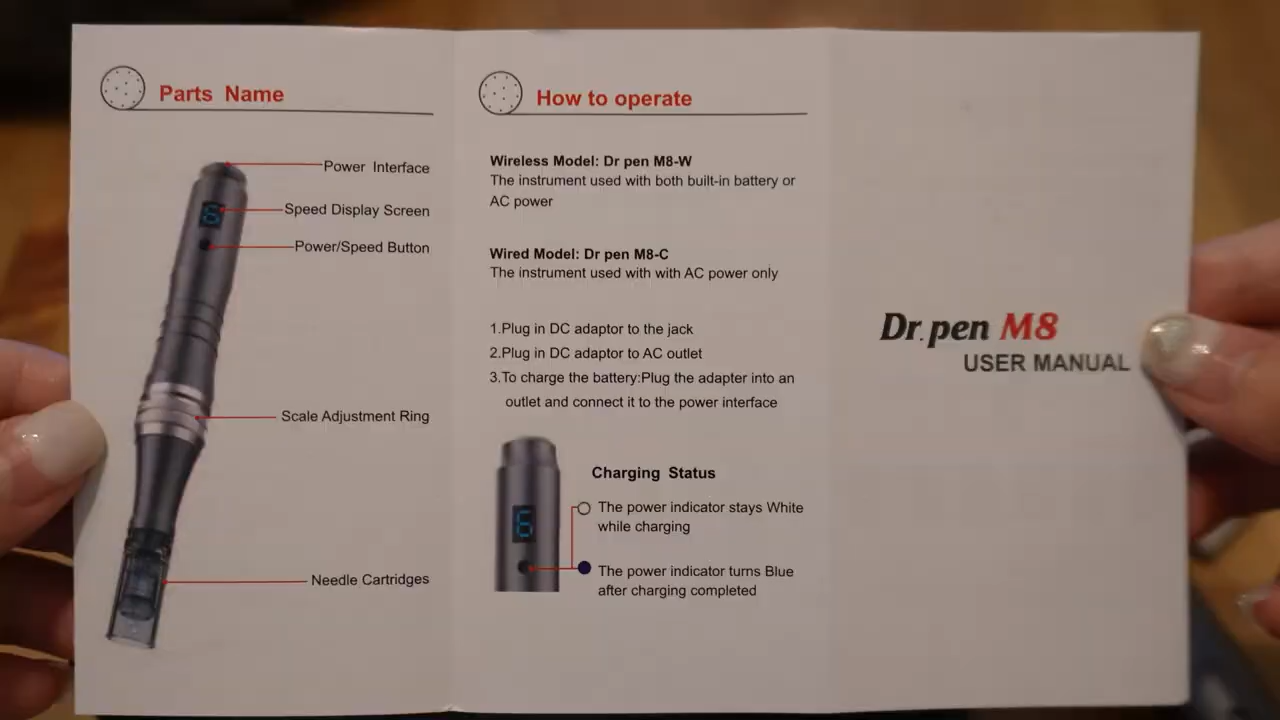 Parts Name
Power Interface
6
Speed Display Screen
Power/Speed Button
Scale Adjustment Ring
Needle Cartridges
How to operate
Wireless Model: Dr pen M8-W
The instrument used with both built-in battery or
AC power
Wired Model: Dr pen M8-C
The instrument used with with AC power only
1.Plug in DC adaptor to the jack
2.Plug in DC adaptor to AC outlet
3.To charge the battery:Plug the adapter into an
outlet and connect it to the power interface
Charging Status
6
The power indicator stays White
while charging
The power indicator turns Blue
after charging completed
Dr.pen M8
USER MANUAL